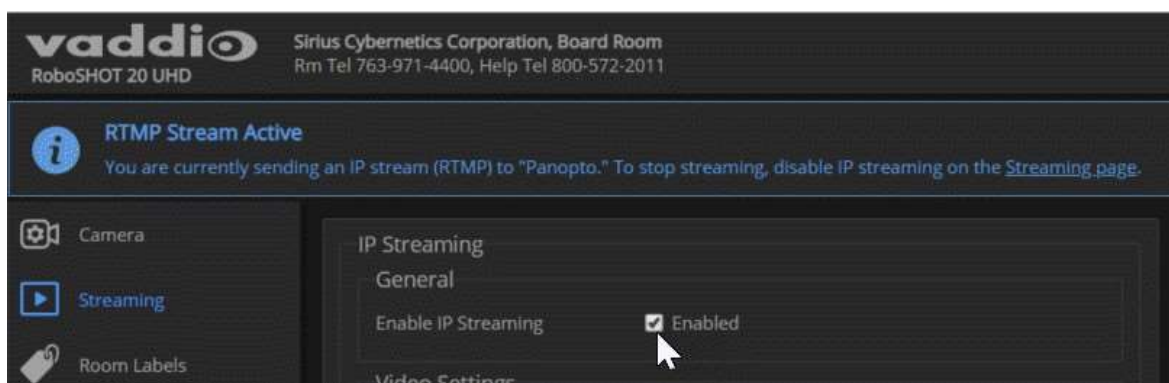 vaddio
RoboSHOT 20 UHD
Sirius Cybernetics Corporation, Board Room
Rm Tel 763-971-4400, Help Tel 800-572-2011
RTMP Stream Active
You are currently sending an IP stream (RTMP) to "Panopto." To stop streaming, disable IP streaming on the Streaming page.
Camera
Streaming
Room Labels
IP Streaming
General
Enable IP Streaming Enabled
Video Settings